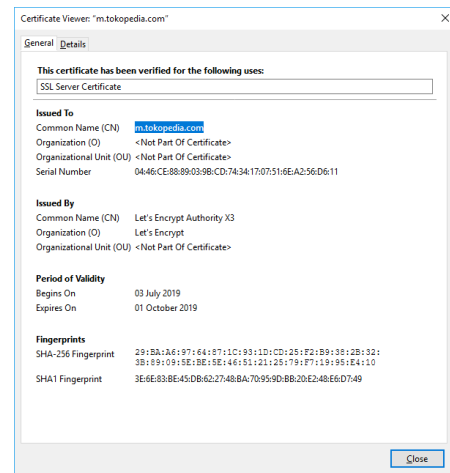 Certificate Viewer: "m.tokopedia.com"
General Details
This certificate has been verified for the following uses:
SSL Server Certificate
Issued To
Common Name (CN) m.tokopedia.com
Organization (O) <Not Part Of Certificate>
Organizational Unit (OU) <Not Part Of Certificate>
Serial Number 04:46:CE:88:89:03:9B:CD:74:34:17:07:51:6E:A2:56:D6:11
Issued By
Common Name (CN) Let's Encrypt Authority X3
Organization (O) Let's Encrypt
Organizational Unit (OU) <Not Part Of Certificate>
Period of Validity
Begins On 03 July 2019
Expires On 01 October 2019
Fingerprints
SHA-256 Fingerprint 29:BA:A6:97:64:87:1C:93:1D:CD:25:F2:B9:38:2B:32:
3B:89:09:5E:BE:5E:46:51:21:25:79:F7:19:95:E4:10
SHA1 Fingerprint 3E:6E:83:BE:45:DB:62:27:48:BA:70:95:9D:BB:20:E2:48:E6:D7:49
Close